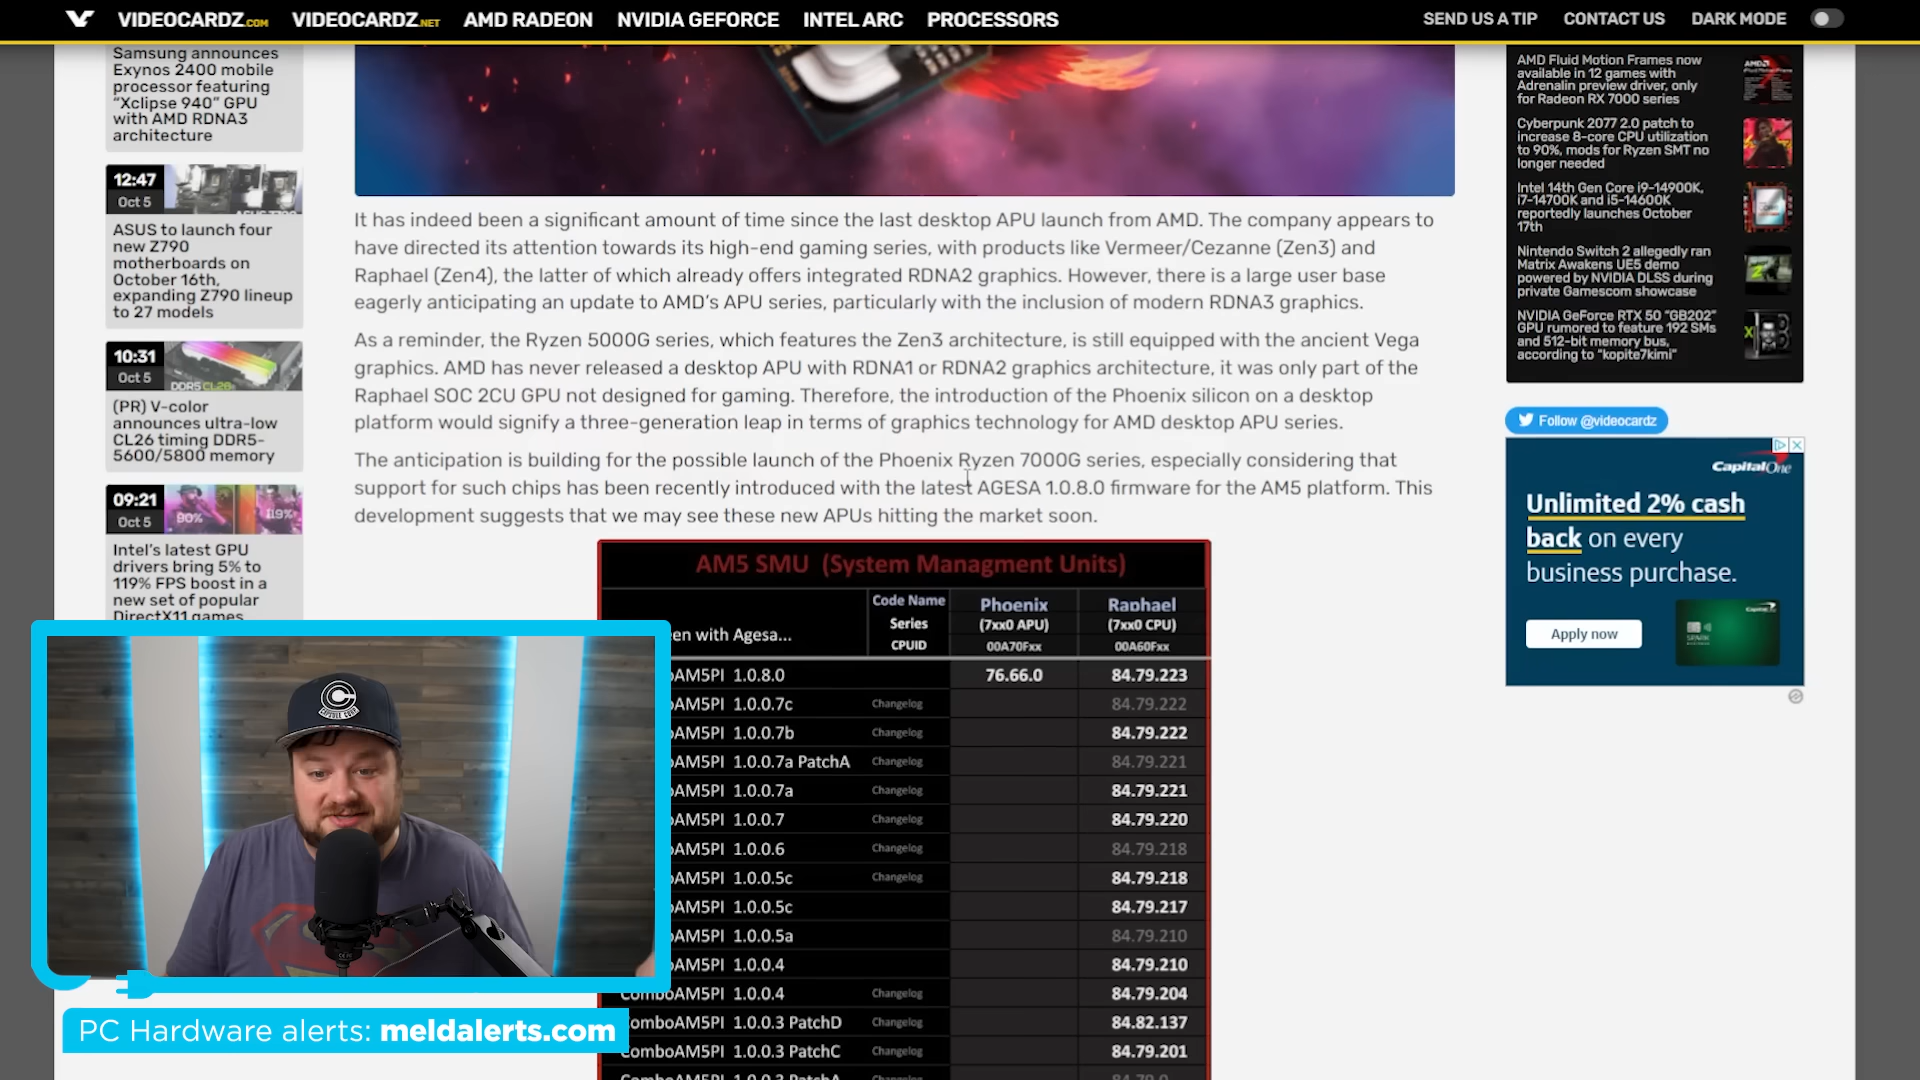 VIDEOCARDZ.COM VIDEOCARDZ.NET AMD RADEON NVIDIA GEFORCE INTEL ARC PROCESSORS SEND US A TIP CONTACT US DARK MODE
Samsung announces
Exynos 2400 mobile
processor featuring
“Xclipse 940” GPU
with AMD RDNA3
architecture
12:47
Oct 5
ASUS to launch four
new Z790
motherboards on
October 16th,
expanding Z790 lineup
to 27 models
10:31
Oct 5
DDR5 CL26
(PR) V-color
announces ultra-low
CL26 timing DDR5-
5600/5800 memory
09:21
Oct 5
90% 119%
Intel’s latest GPU
drivers bring 5% to
119% FPS boost in a
new set of popular
DirectX11 games
It has indeed been a significant amount of time since the last desktop APU launch from AMD. The company appears to
have directed its attention towards its high-end gaming series, with products like Vermeer/Cezanne (Zen3) and
Raphael (Zen4), the latter of which already offers integrated RDNA2 graphics. However, there is a large user base
eagerly anticipating an update to AMD’s APU series, particularly with the inclusion of modern RDNA3 graphics.
As a reminder, the Ryzen 5000G series, which features the Zen3 architecture, is still equipped with the ancient Vega
graphics. AMD has never released a desktop APU with RDNA1 or RDNA2 graphics architecture, it was only part of the
Raphael SOC 2CU GPU not designed for gaming. Therefore, the introduction of the Phoenix silicon on a desktop
platform would signify a three-generation leap in terms of graphics technology for AMD desktop APU series.
The anticipation is building for the possible launch of the Phoenix Ryzen 7000G series, especially considering that
support for such chips has been recently introduced with the latest AGESA 1.0.8.0 firmware for the AM5 platform. This
development suggests that we may see these new APUs hitting the market soon.
AM5 SMU (System Managment Units)
Code Name Phoenix Raphael
Series (7xx0 APU) (7xx0 CPU)
en with Agesa...
CPUID 00A70Fxx 00A60Fxx
AM5PI 1.0.8.0 76.66.0 84.79.223
AM5PI 1.0.0.7c Changelog 84.79.222
AM5PI 1.0.0.7b Changelog 84.79.222
AM5PI 1.0.0.7a PatchA Changelog 84.79.221
AM5PI 1.0.0.7a Changelog 84.79.221
AM5PI 1.0.0.7 Changelog 84.79.220
AM5PI 1.0.0.6 Changelog 84.79.218
AM5PI 1.0.0.5c Changelog 84.79.218
AM5PI 1.0.0.5c 84.79.217
AM5PI 1.0.0.5a 84.79.210
AM5PI 1.0.0.4 84.79.210
ComboAM5PI 1.0.0.4 Changelog 84.79.204
omboAM5PI 1.0.0.3 PatchD Changelog 84.82.137
omboAM5PI 1.0.0.3 PatchC Changelog 84.79.201
AMD Fluid Motion Frames now
available in 12 games with
Adrenalin preview driver, only
for Radeon RX 7000 series
Cyberpunk 2077 2.0 patch to
increase 8-core CPU utilization
to 90%, mods for Ryzen SMT no
longer needed
Intel 14th Gen Core i9-14900K,
i7-14700K and i5-14600K
reportedly launches October
17th
Nintendo Switch 2 allegedly ran
Matrix Awakens UE5 demo
powered by NVIDIA DLSS during
private Gamescom showcase
NVIDIA GeForce RTX 50 “GB202”
GPU rumored to feature 192 SMs
and 512-bit memory bus,
according to “kopite7kimi”
Follow @videocardz
Capital One
Unlimited 2% cash
back on every
business purchase.
Apply now
CAPSULE CORP
PC Hardware alerts: meldalerts.com